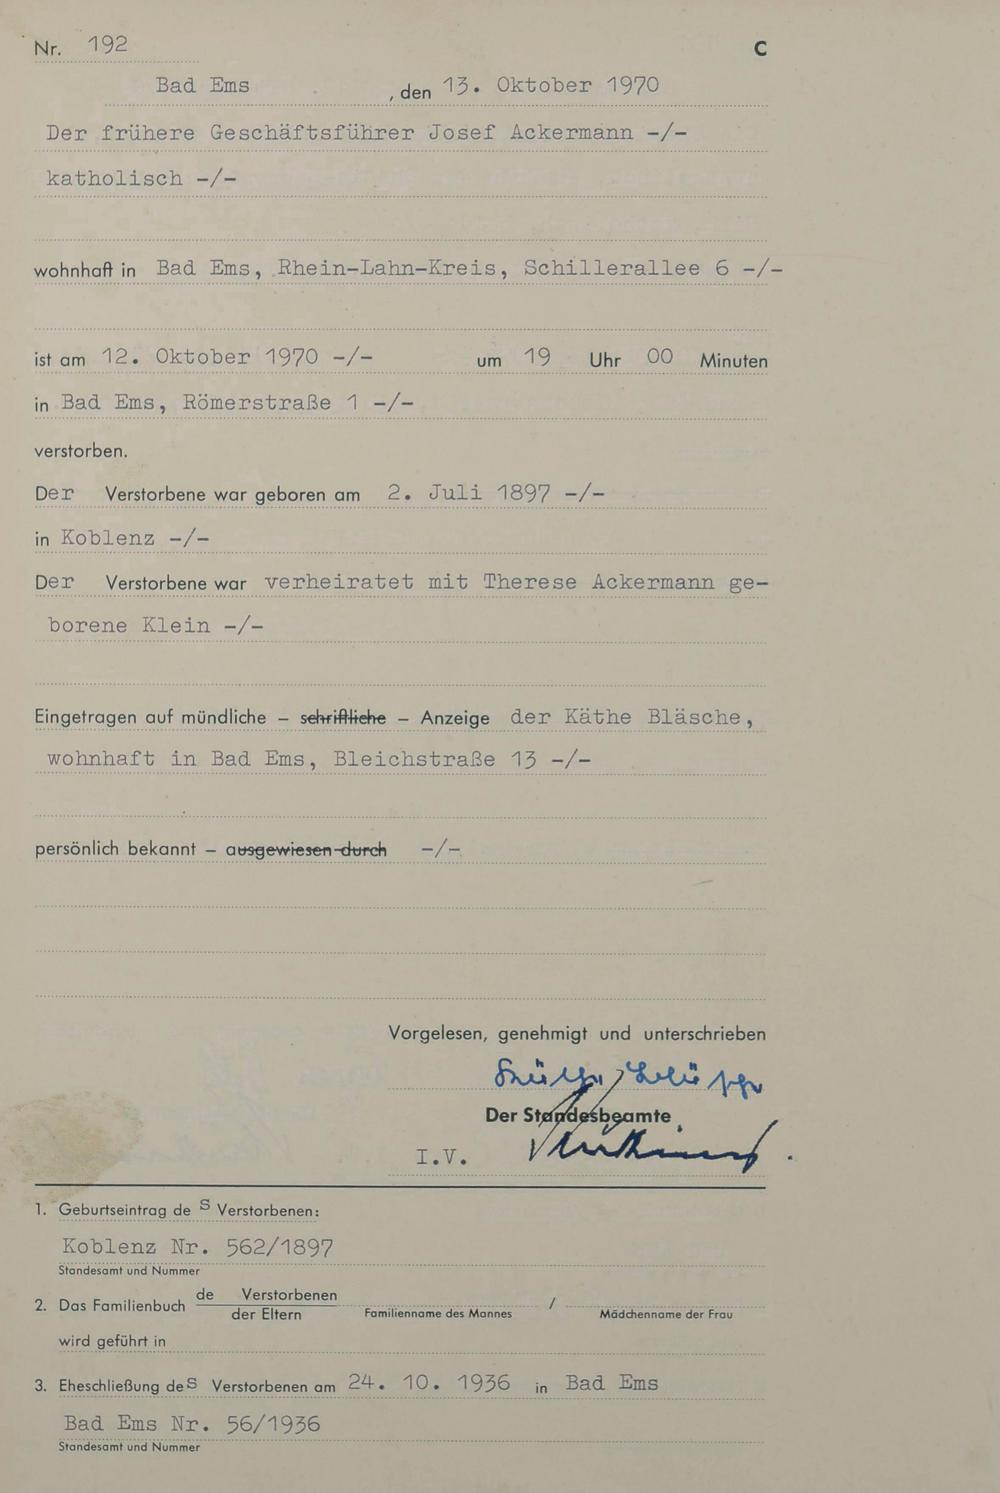 Nr. 192 C
Bad Ems , den 13. Oktober 1970
Der frühere Geschäftsführer Josef Ackermann -/-
katholisch -/-
wohnhaft in Bad Ems, Rhein-Lahn-Kreis, Schillerallee 6 -/-
ist am 12. Oktober 1970 -/- um 19 Uhr 00 Minuten
in Bad Ems, Römerstraße 1 -/-
verstorben.
Der Verstorbene war geboren am 2. Juli 1897 -/-
in Koblenz -/-
Der Verstorbene war verheiratet mit Therese Ackermann ge-
borene Klein -/-
Eingetragen auf mündliche - schriftliche - Anzeige der Käthe Bläsche,
wohnhaft in Bad Ems, Bleichstraße 13 -/-
persönlich bekannt - ausgewiesen durch -/-
Vorgelesen, genehmigt und unterschrieben
Käthe Bläsche
Der Standesbeamte
I.V.
1. Geburtseintrag des Verstorbenen:
Koblenz Nr. 562/1897
Standesamt und Nummer
2. Das Familienbuch de Verstorbenen / 
der Eltern Familienname des Mannes Mädchenname der Frau
wird geführt in
3. Eheschließung des Verstorbenen am 24. 10. 1936 in Bad Ems
Bad Ems Nr. 56/1936
Standesamt und Nummer